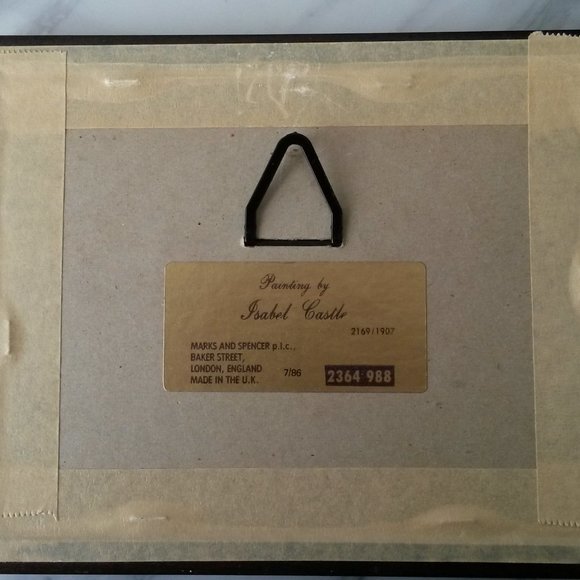 Painting by
Isabel Castle
2169/1907
MARKS AND SPENCER p.l.c.,
BAKER STREET,
LONDON, ENGLAND 7/86
MADE IN THE U.K. 2364 988